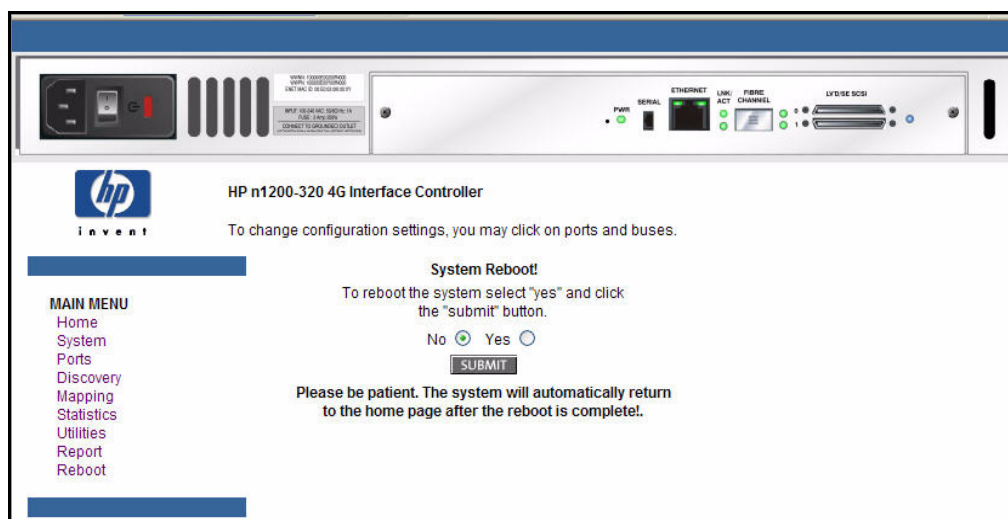 PWR
SERIAL
ETHERNET
LNK/
ACT
FIBRE
CHANNEL
LVD/SE SCSI
0
1
hp
invent
HP n1200-320 4G Interface Controller
To change configuration settings, you may click on ports and buses.
System Reboot!
To reboot the system select "yes" and click
the "submit" button.
No Yes
SUBMIT
Please be patient. The system will automatically return
to the home page after the reboot is complete!.
MAIN MENU
Home
System
Ports
Discovery
Mapping
Statistics
Utilities
Report
Reboot